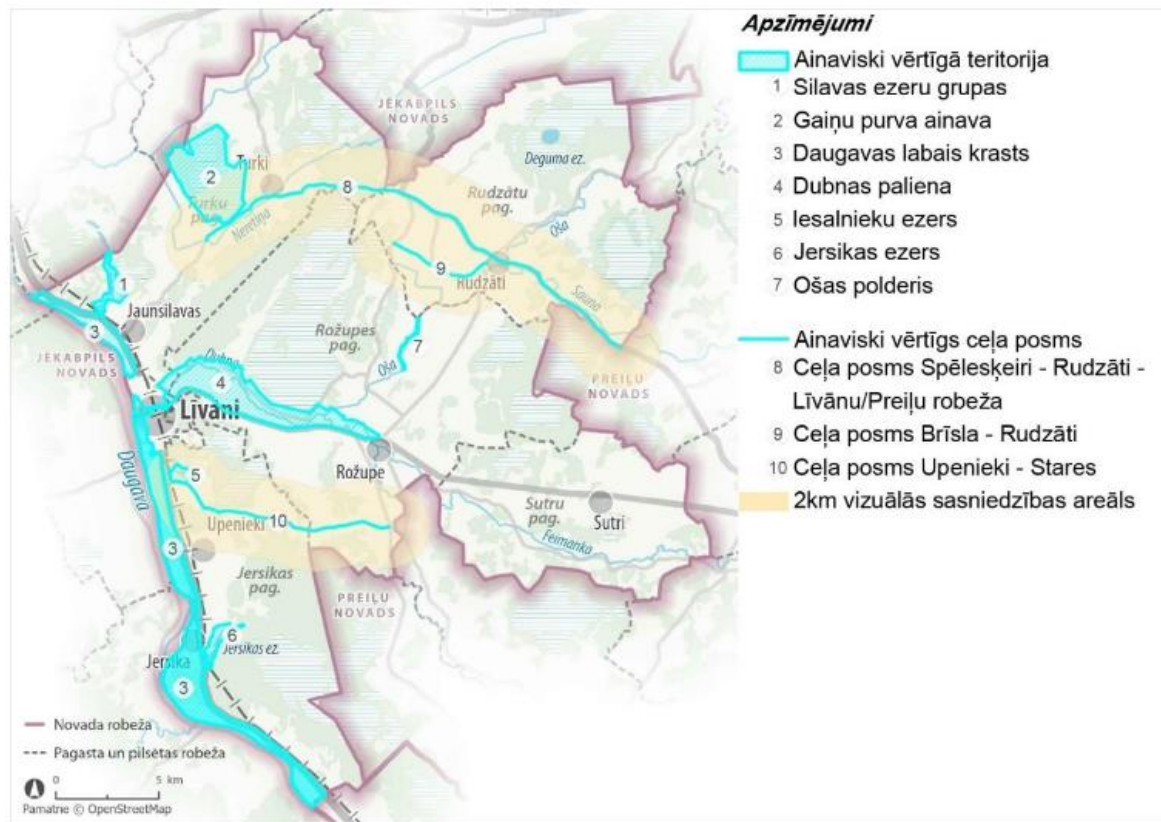 Apzīmējumi
Ainaviski vērtīgā teritorija
1 Silavas ezeru grupas
2 Gaiņu purva ainava
3 Daugavas labais krasts
4 Dubnas paliena
5 Iesalnieku ezers
6 Jersikas ezers
7 Ošas polderis
Ainaviski vērtīgs ceļa posms
8 Ceļa posms Spēlesķeiri - Rudzāti -
Līvānu/Preiļu robeža
9 Ceļa posms Brīsla - Rudzāti
10 Ceļa posms Upenieki - Stares
2km vizuālās sasniedzības areāls
JĒKABPILS
NOVADS
Deguma ez.
Turki
2
Turku
pag.
8
Rudzātu
pag.
Neretiņa
Oša
9
Rudzāti
Sauna
1
Jaunsilavas
3
Rožupes
pag.
7
JĒKABPILS
NOVADS
Dubna
Oša
4
PREIĻU
NOVADS
Līvāni
Daugava
Rožupe
5
Sutru
pag.
Sutri
Upenieki
10
Feimanka
3
Jersikas
pag.
PREIĻU
NOVADS
6
Jersika
Jersikas ez.
3
Novada robeža
Pagasta un pilsētas robeža
0 5 km
Pamatne © OpenStreetMap